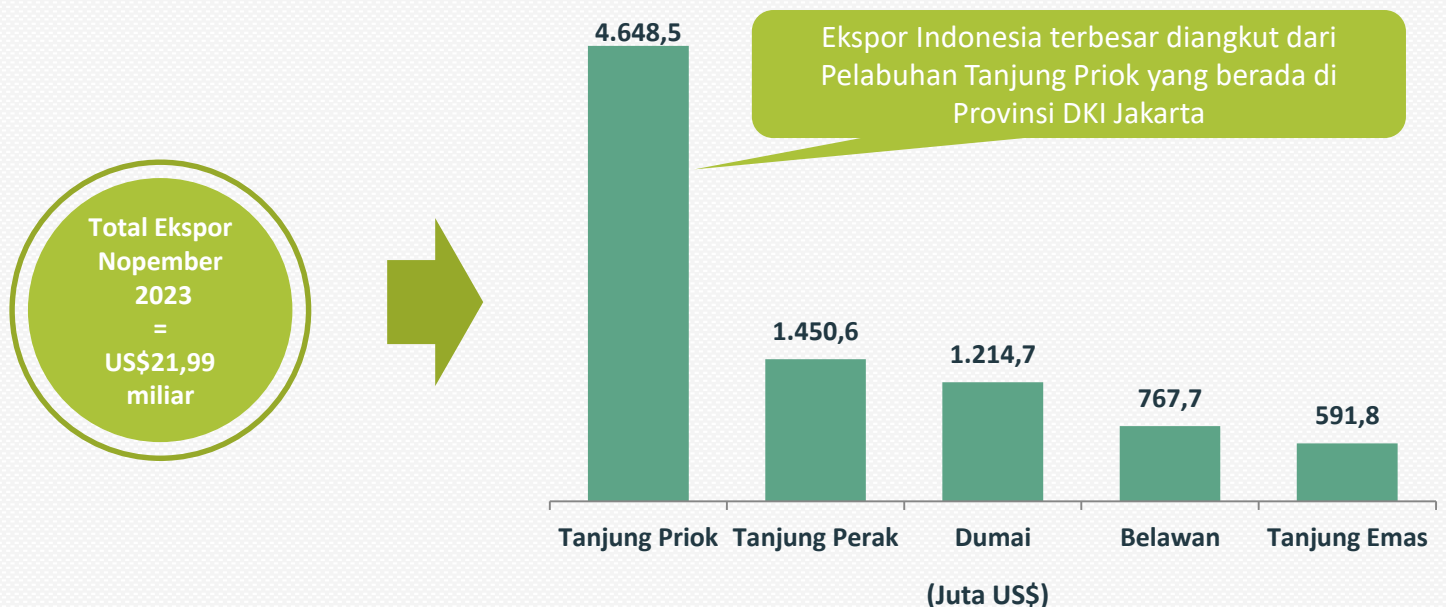 Total Ekspor
Nopember
2023
=
US$21,99
miliar
4.648,5
Ekspor Indonesia terbesar diangkut dari
Pelabuhan Tanjung Priok yang berada di
Provinsi DKI Jakarta
1.450,6
1.214,7
767,7
591,8
Tanjung Priok Tanjung Perak Dumai Belawan Tanjung Emas
(Juta US$)